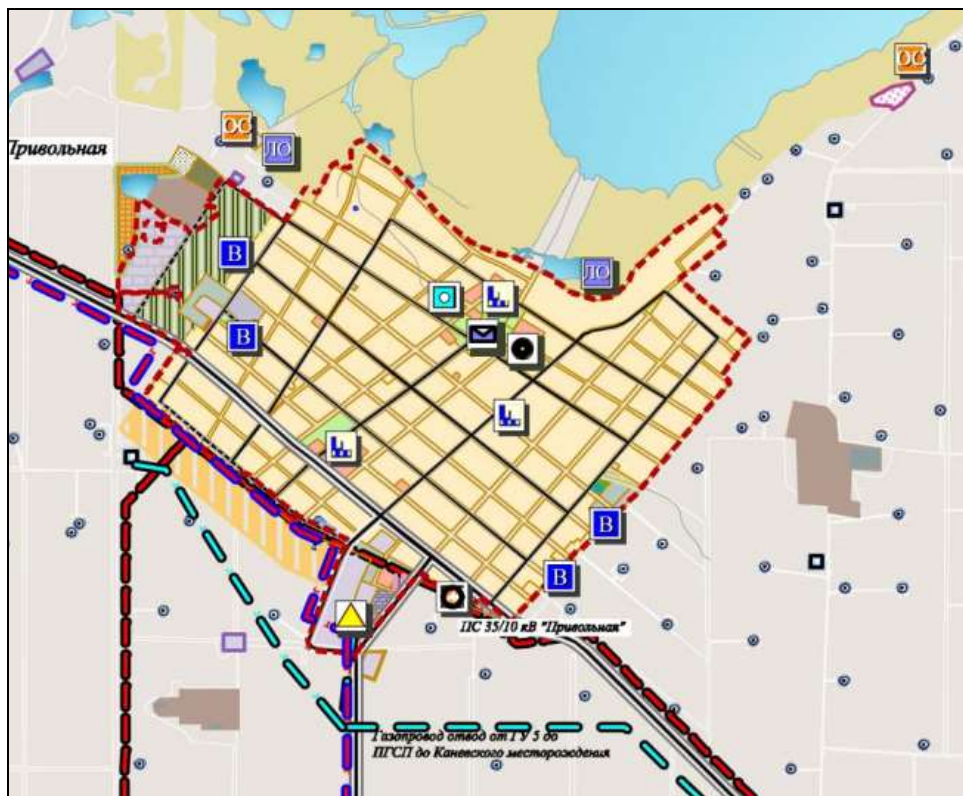 ОС
ОС
ЛО
Привольная
В
ЛО
В
В
В
ПС 35/10 кВ "Привольная"
Газопровод отвод от ГУ 5 до
ПГСП до Каневского месторождения